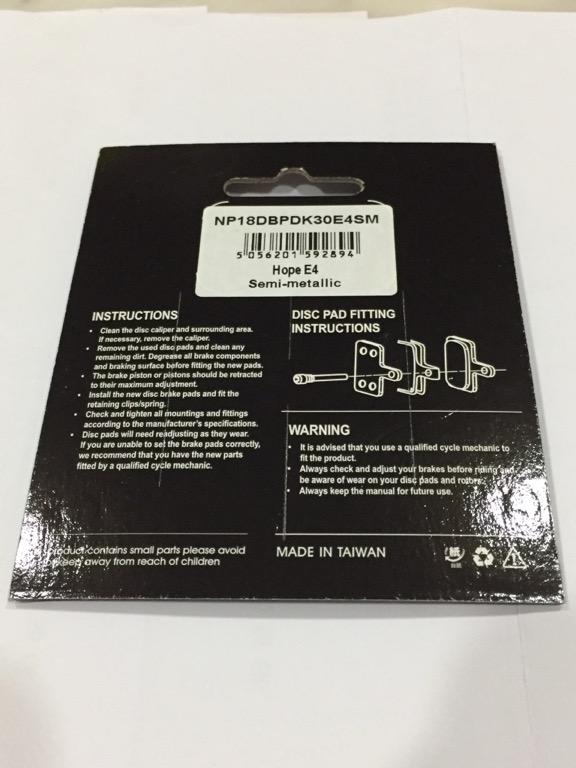 NP18DBPDK30E4SM
5 056201 592894
Hope E4
Semi-metallic
INSTRUCTIONS
• Clean the disc caliper and surrounding area.
If necessary, remove the caliper.
• Remove the used disc pads and clean any
remaining dirt. Degrease all brake components
and braking surface before fitting the new pads.
• The brake piston or pistons should be retracted
to their maximum adjustment.
• Install the new disc brake pads and fit the
retaining clips/spring.
• Check and tighten all mountings and fittings
according to the manufacturer's specifications.
• Disc pads will need readjusting as they wear.
If you are unable to set the brake pads correctly,
we recommend that you have the new parts
fitted by a qualified cycle mechanic.
product contains small parts please avoid
keep away from reach of children
DISC PAD FITTING
INSTRUCTIONS
WARNING
• It is advised that you use a qualified cycle mechanic to
fit the product.
• Always check and adjust your brakes before riding and
be aware of wear on your disc pads and rotors.
• Always keep the manual for future use.
MADE IN TAIWAN
紙